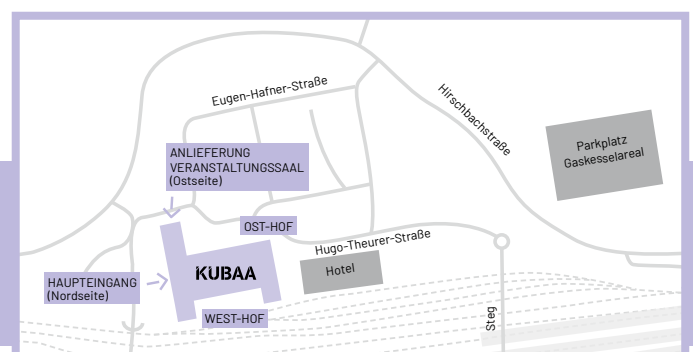 Eugen-Hafner-Straße
Hirschbachstraße
Parkplatz
Gaskesselareal
ANLIEFERUNG
VERANSTALTUNGSSAAL
(Ostseite)
OST-HOF
Hugo-Theurer-Straße
KUBAA
Hotel
HAUPTEINGANG
(Nordseite)
WEST-HOF
Steg